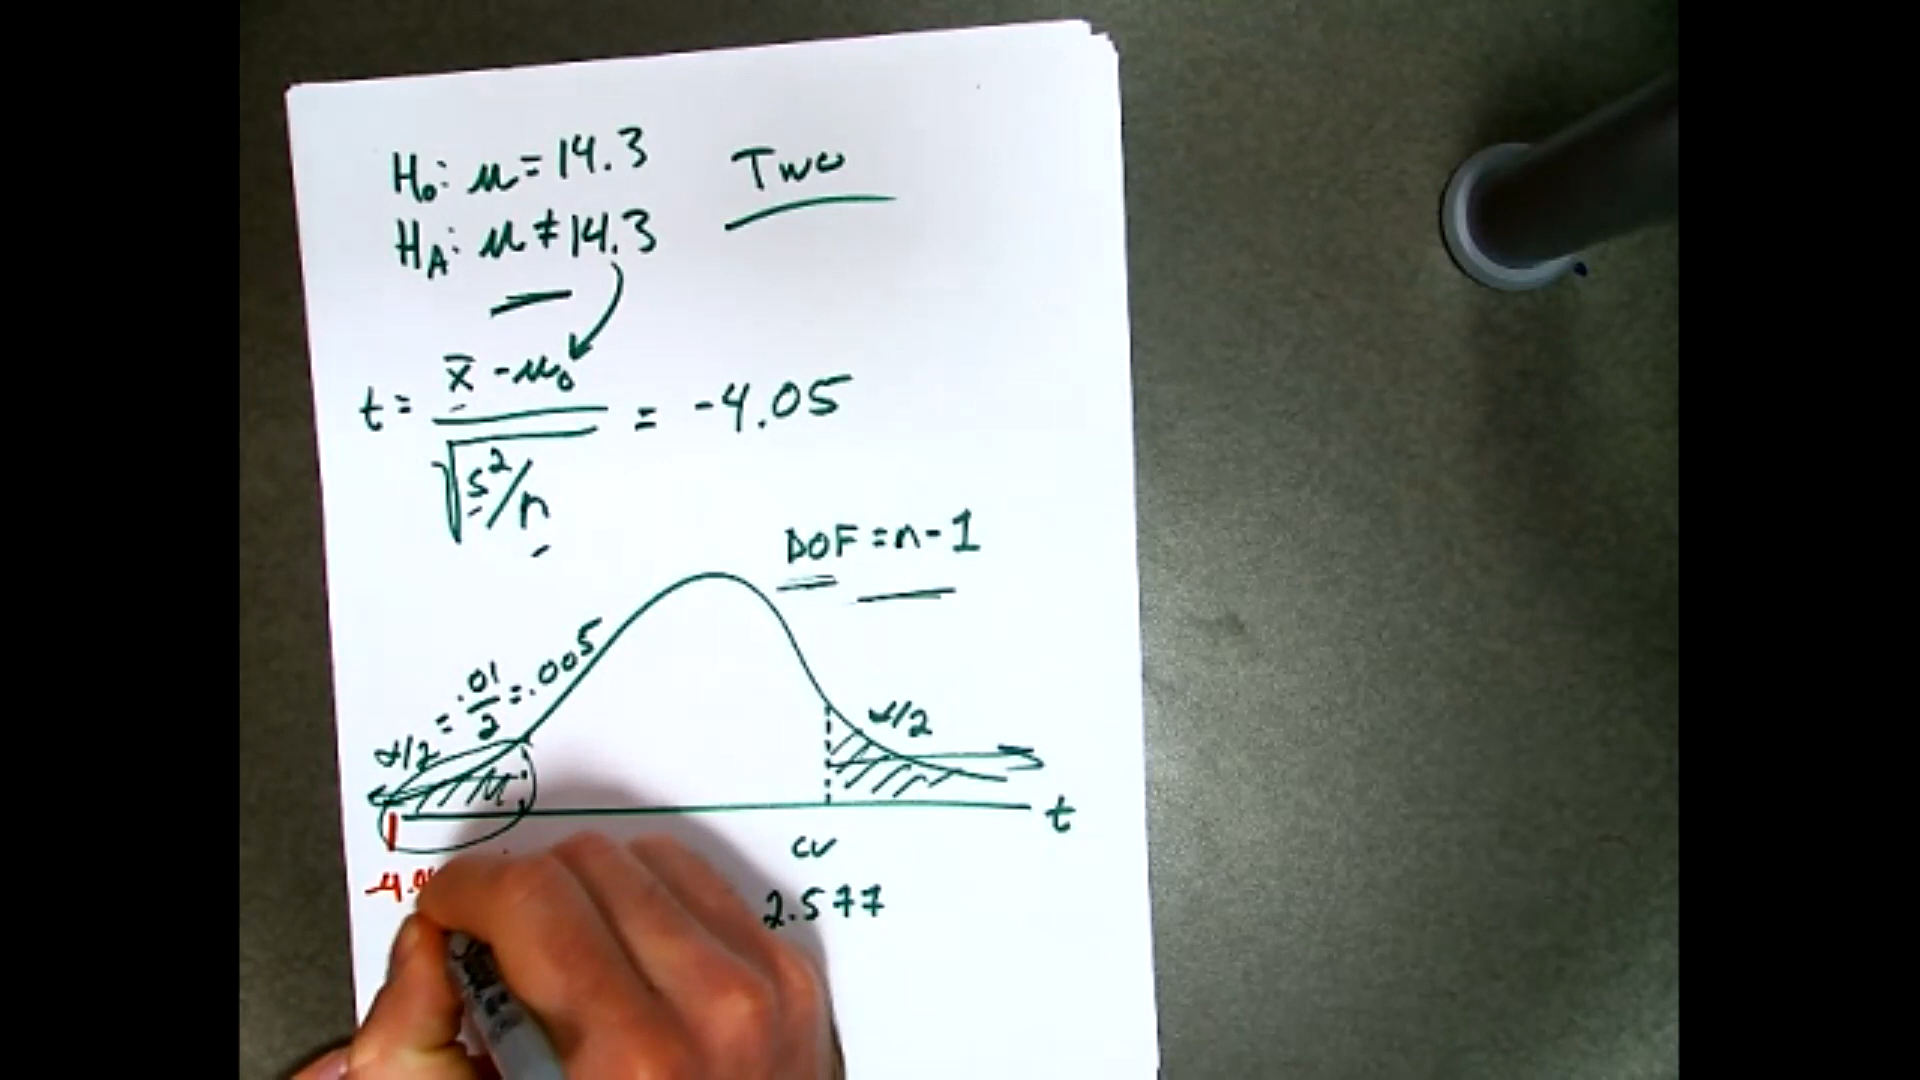 H₀: μ = 14.3
Two
H_A: μ ≠ 14.3
t = (x̄ - μ₀) / √(s²/n) = -4.05
DOF = n - 1
α/2 = .01/2 = .005
α/2
t
CV
2.577